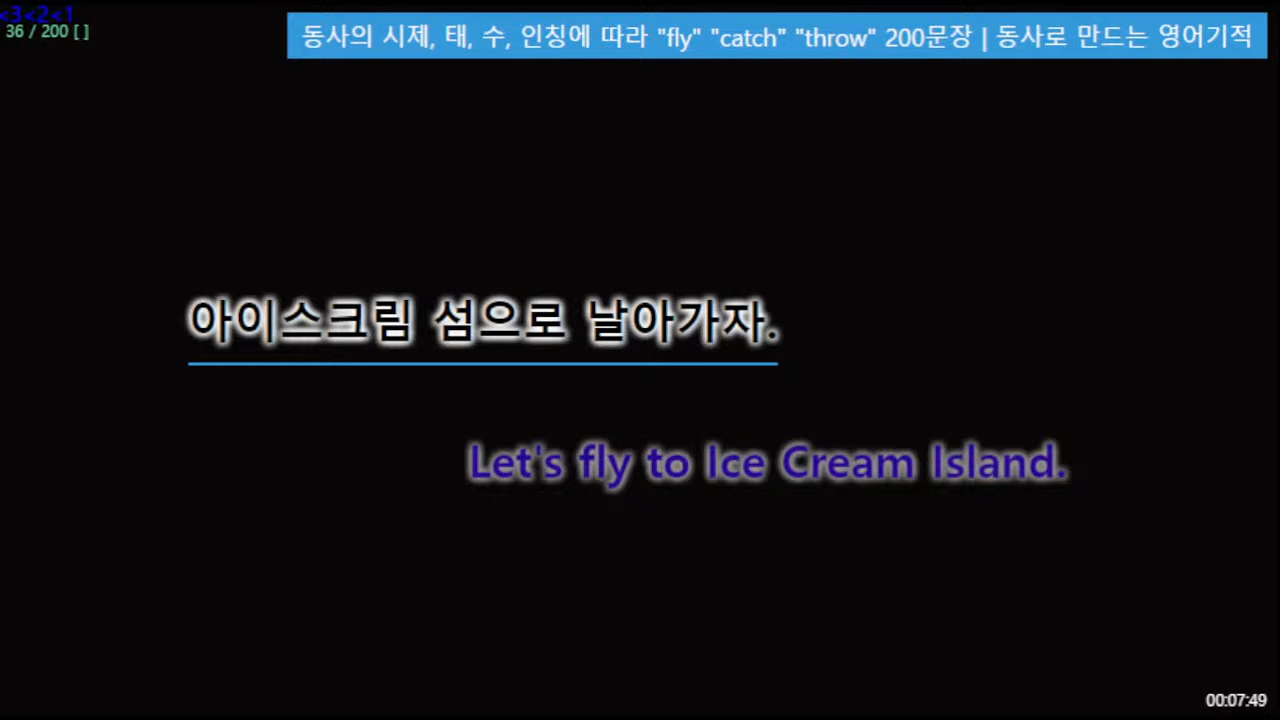 <3<2<1
36 / 200 [ ]
동사의 시제, 태, 수, 인칭에 따라 "fly" "catch" "throw" 200문장 | 동사로 만드는 영어기적
아이스크림 섬으로 날아가자.
Let's fly to Ice Cream Island.
00:07:49